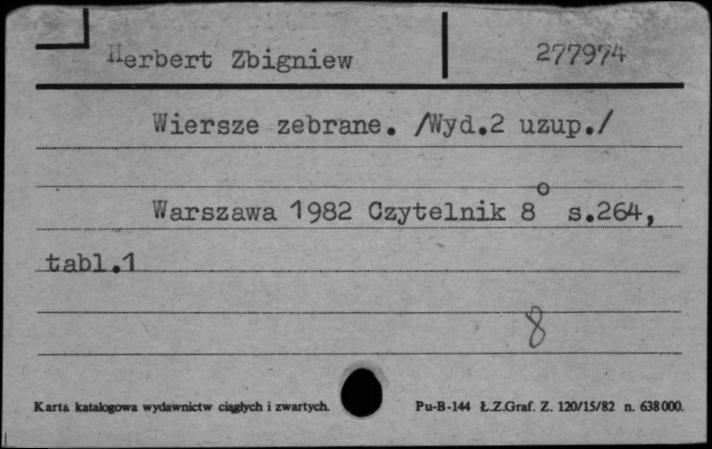 Herbert Zbigniew 277974
Wiersze zebrane. /Wyd.2 uzup./
Warszawa 1982 Czytelnik 8° s.264,
tabl.1
8
Karta katalogowa wydawnictw ciągłych i zwartych. Pu-B-144 Ł.Z.Graf. Z. 120/15/82 n. 638000.